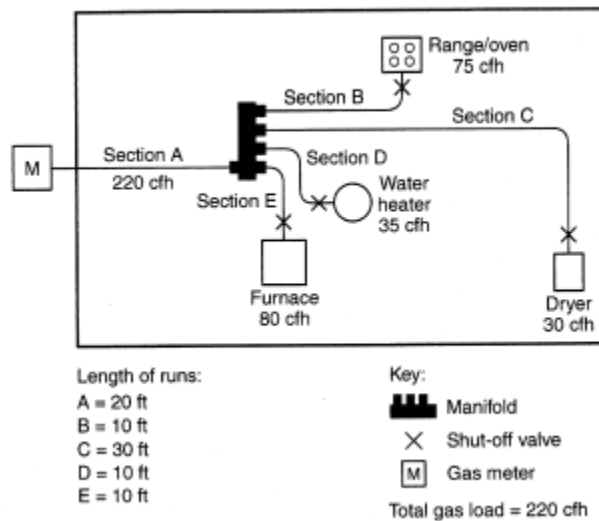 Range/oven
75 cfh
Section B
Section C
M
Section A
220 cfh
Section D
Section E
Water
heater
35 cfh
Furnace
80 cfh
Dryer
30 cfh
Length of runs:
A = 20 ft
B = 10 ft
C = 30 ft
D = 10 ft
E = 10 ft
Key:
Manifold
Shut-off valve
M Gas meter
Total gas load = 220 cfh